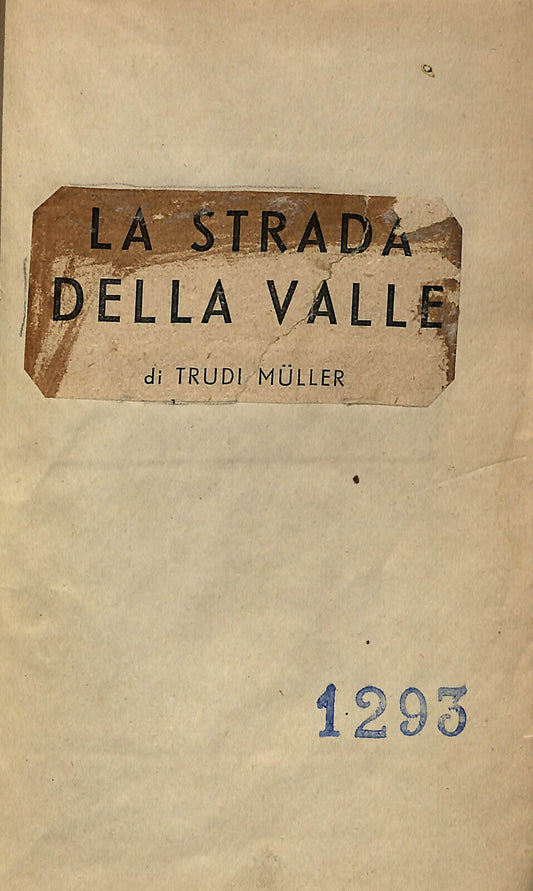 LA STRADA
DELLA VALLE
di TRUDI MÜLLER
1293